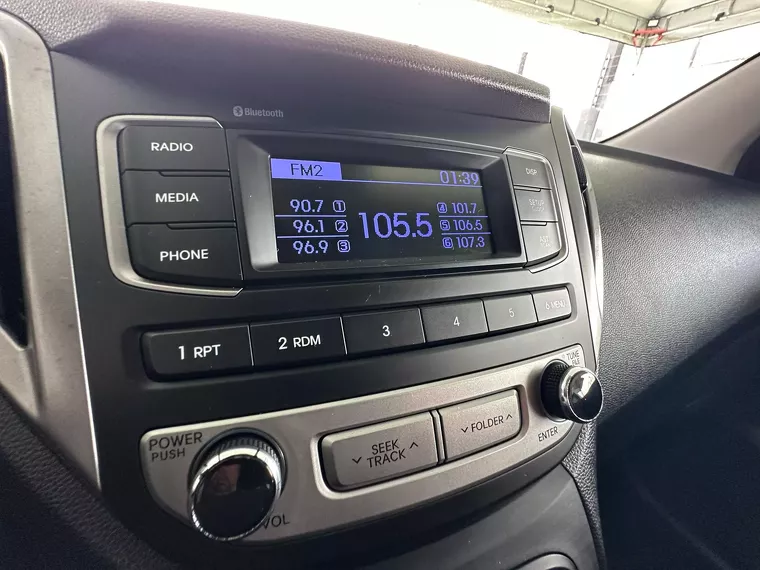 Bluetooth
RADIO
MEDIA
PHONE
FM2 01:39
90.7 1
96.1 2
96.9 3
105.5
4 101.7
5 106.5
6 107.3
DISP
SETUP
1 RPT
2 RDM
3
4
5
6 MENU
POWER
PUSH
VOL
SEEK
TRACK
FOLDER
TUNE
FILE
ENTER